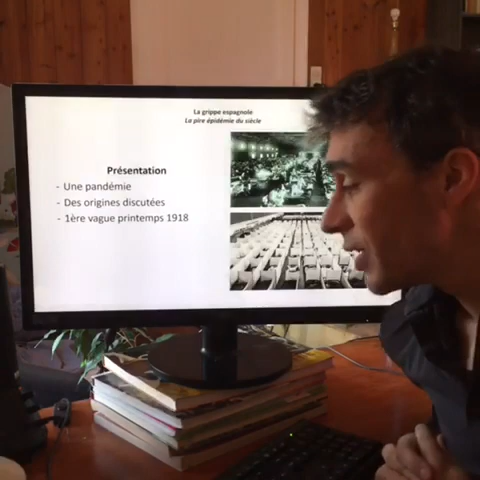 La grippe espagnole
La pire épidémie du siècle
Présentation
- Une pandémie
- Des origines discutées
- 1ère vague printemps 1918